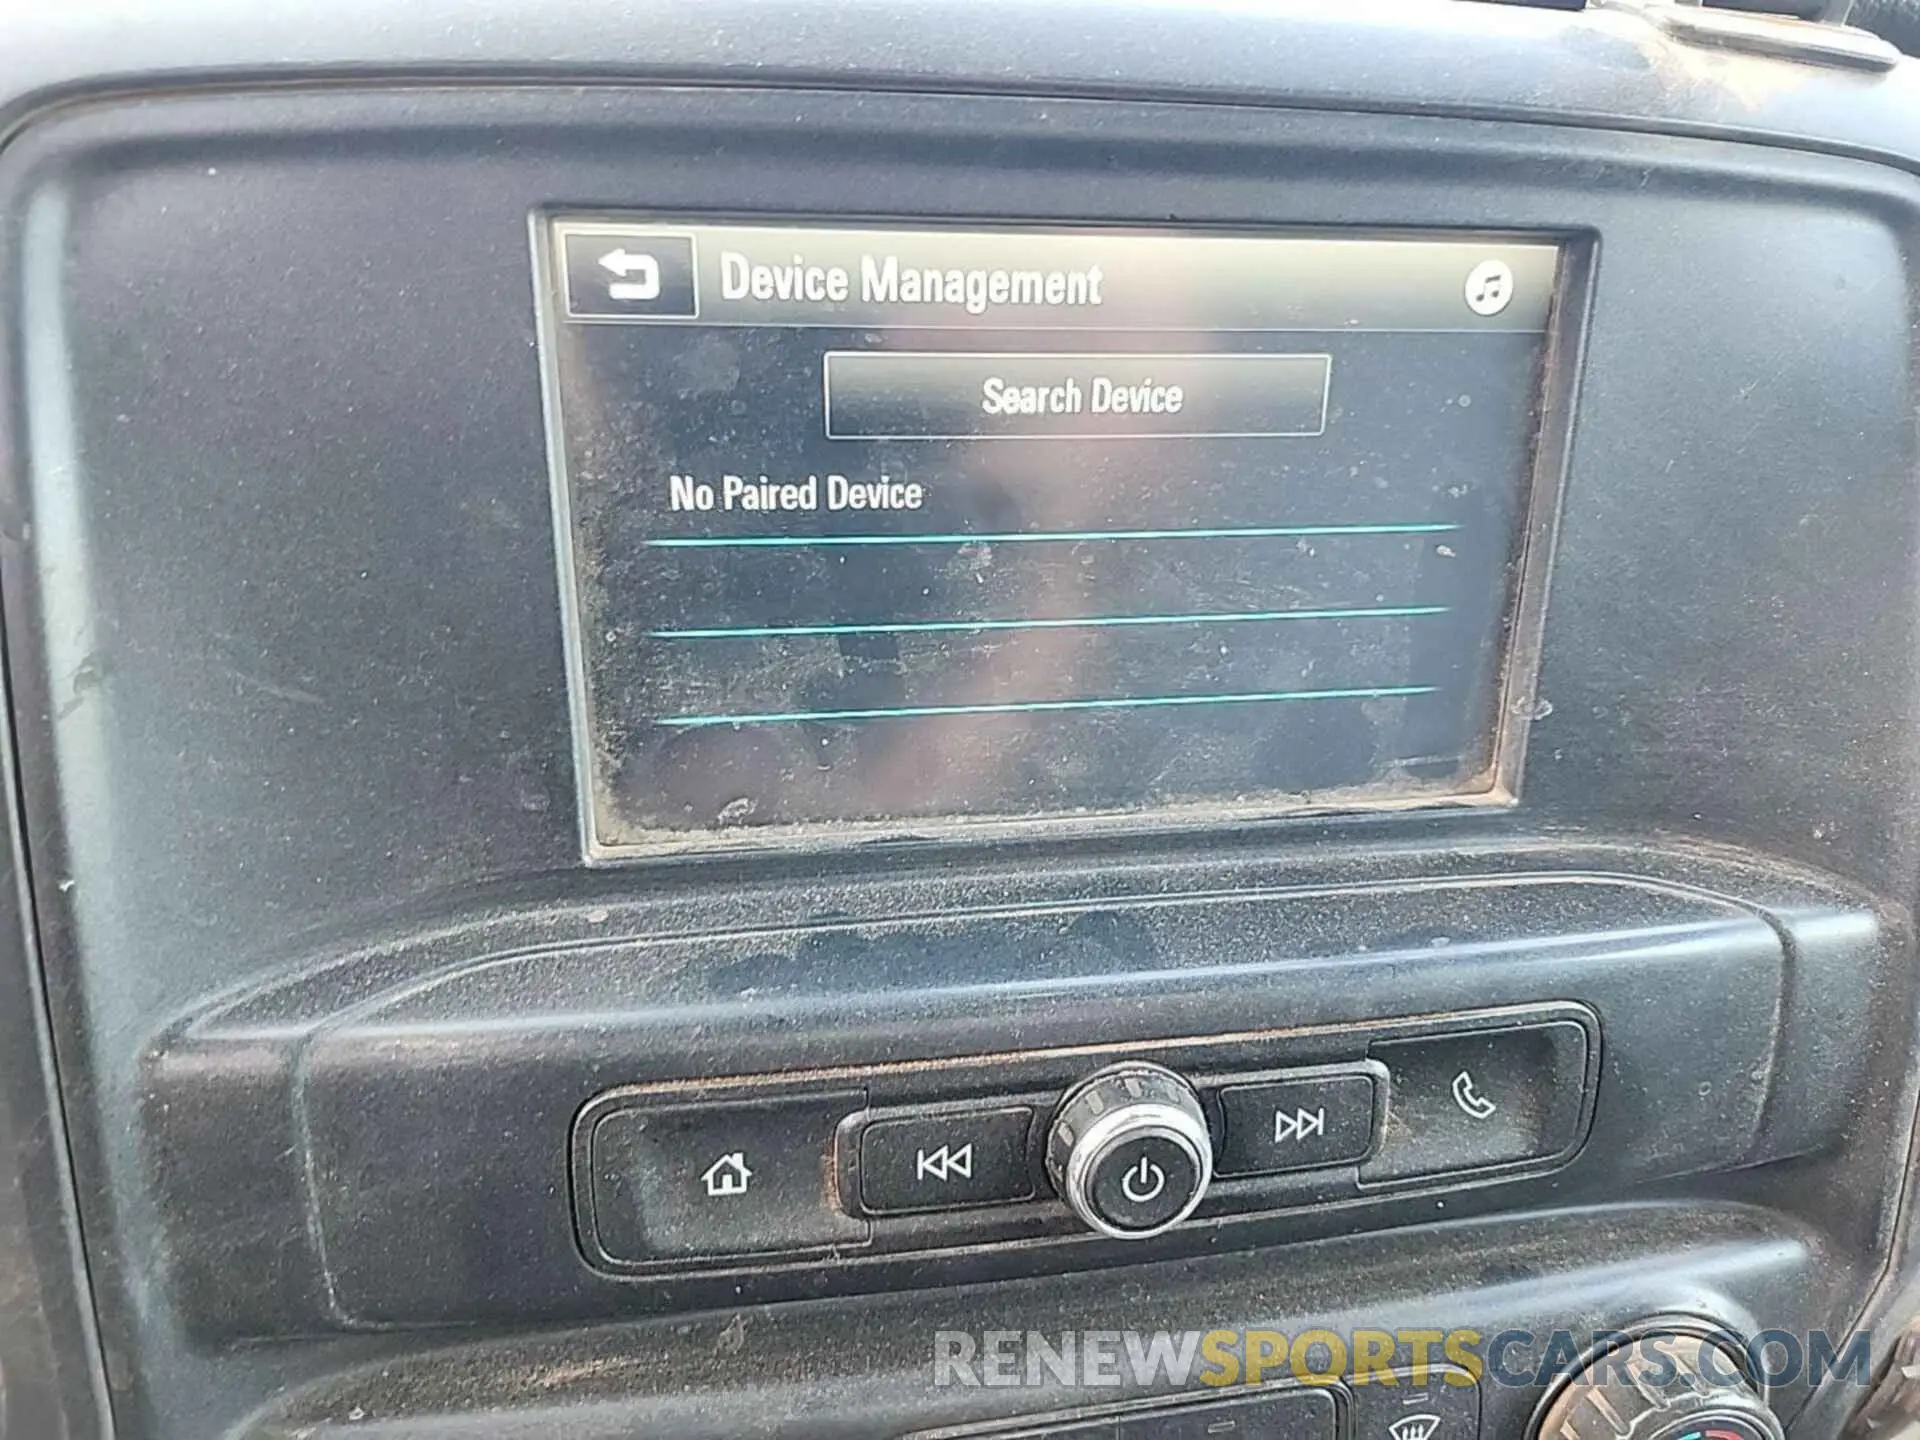 Device Management
Search Device
No Paired Device
RENEWSPORTSCARS.COM